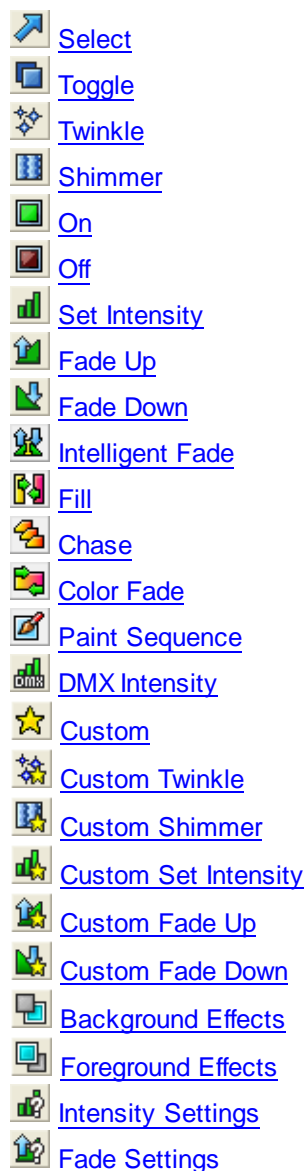 Select
Toggle
Twinkle
Shimmer
On
Off
Set Intensity
Fade Up
Fade Down
Intelligent Fade
Fill
Chase
Color Fade
Paint Sequence
DMX DMX Intensity
Custom
Custom Twinkle
Custom Shimmer
Custom Set Intensity
Custom Fade Up
Custom Fade Down
Background Effects
Foreground Effects
? Intensity Settings
? Fade Settings